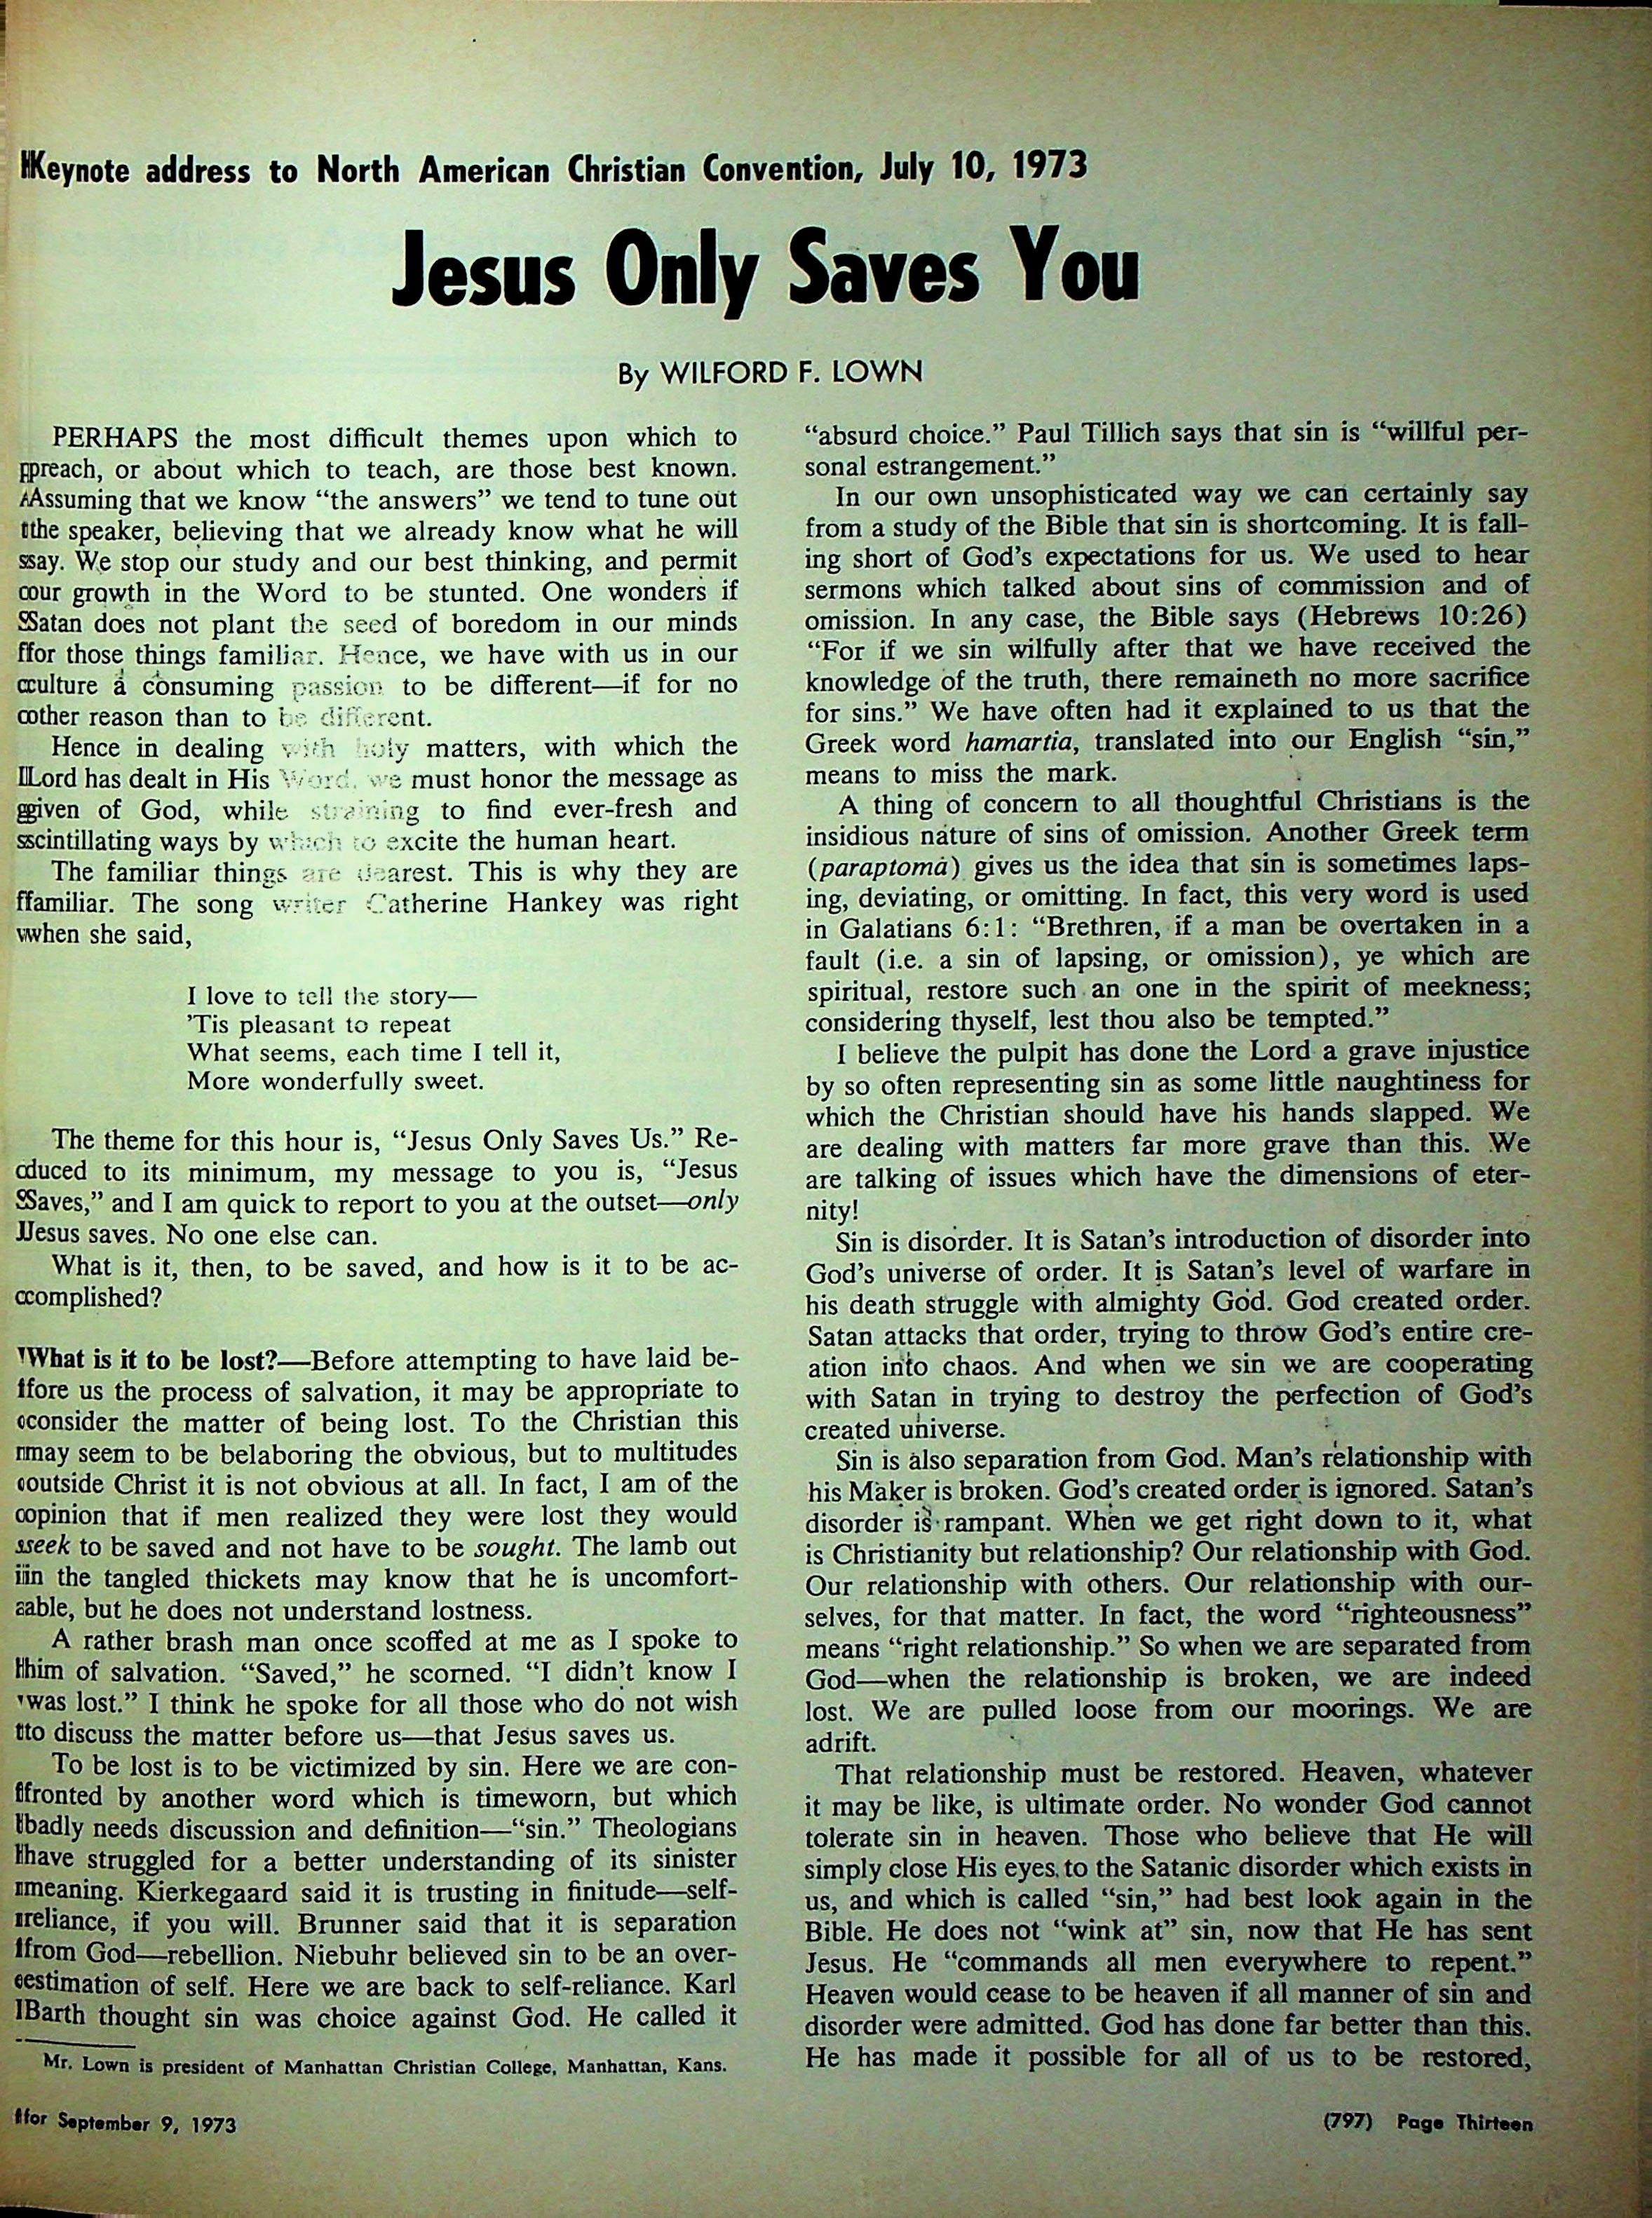 Keynote address to North American Christian Convention, July 10, 1973
Jesus Only Saves You
By WILFORD F. LOWN
PERHAPS the most difficult themes upon which to
preach, or about which to teach, are those best known.
Assuming that we know “the answers” we tend to tune out
the speaker, believing that we already know what he will
say. We stop our study and our best thinking, and permit
our growth in the Word to be stunted. One wonders if
Satan does not plant the seed of boredom in our minds
for those things familiar. Hence, we have with us in our
culture a consuming passion to be different—if for no
other reason than to be different.
Hence in dealing with holy matters, with which the
Lord has dealt in His Word, we must honor the message as
given of God, while straining to find ever-fresh and
scintillating ways by which to excite the human heart.
The familiar things are dearest. This is why they are
familiar. The song writer Catherine Hankey was right
when she said,
I love to tell the story—
’Tis pleasant to repeat
What seems, each time I tell it,
More wonderfully sweet.
The theme for this hour is, “Jesus Only Saves Us.” Re-
duced to its minimum, my message to you is, “Jesus
Saves,” and I am quick to report to you at the outset—only
Jesus saves. No one else can.
What is it, then, to be saved, and how is it to be ac-
complished?
What is it to be lost?—Before attempting to have laid be-
fore us the process of salvation, it may be appropriate to
consider the matter of being lost. To the Christian this
may seem to be belaboring the obvious, but to multitudes
outside Christ it is not obvious at all. In fact, I am of the
opinion that if men realized they were lost they would
seek to be saved and not have to be sought. The lamb out
in the tangled thickets may know that he is uncomfort-
able, but he does not understand lostness.
A rather brash man once scoffed at me as I spoke to
him of salvation. “Saved,” he scorned. “I didn’t know I
was lost.” I think he spoke for all those who do not wish
to discuss the matter before us—that Jesus saves us.
To be lost is to be victimized by sin. Here we are con-
fronted by another word which is timeworn, but which
badly needs discussion and definition—“sin.” Theologians
have struggled for a better understanding of its sinister
meaning. Kierkegaard said it is trusting in finitude—self-
reliance, if you will. Brunner said that it is separation
from God—rebellion. Niebuhr believed sin to be an over-
estimation of self. Here we are back to self-reliance. Karl
Barth thought sin was choice against God. He called it
Mr. Lown is president of Manhattan Christian College, Manhattan, Kans.
“absurd choice.” Paul Tillich says that sin is “willful per-
sonal estrangement.”
In our own unsophisticated way we can certainly say
from a study of the Bible that sin is shortcoming. It is fall-
ing short of God’s expectations for us. We used to hear
sermons which talked about sins of commission and of
omission. In any case, the Bible says (Hebrews 10:26)
“For if we sin wilfully after that we have received the
knowledge of the truth, there remaineth no more sacrifice
for sins.” We have often had it explained to us that the
Greek word hamartia, translated into our English “sin,”
means to miss the mark.
A thing of concern to all thoughtful Christians is the
insidious nature of sins of omission. Another Greek term
(paraptoma) gives us the idea that sin is sometimes laps-
ing, deviating, or omitting. In fact, this very word is used
in Galatians 6:1: “Brethren, if a man be overtaken in a
fault (i.e. a sin of lapsing, or omission), ye which are
spiritual, restore such an one in the spirit of meekness;
considering thyself, lest thou also be tempted.”
I believe the pulpit has done the Lord a grave injustice
by so often representing sin as some little naughtiness for
which the Christian should have his hands slapped. We
are dealing with matters far more grave than this. We
are talking of issues which have the dimensions of eter-
nity!
Sin is disorder. It is Satan’s introduction of disorder into
God’s universe of order. It is Satan’s level of warfare in
his death struggle with almighty God. God created order.
Satan attacks that order, trying to throw God’s entire cre-
ation into chaos. And when we sin we are cooperating
with Satan in trying to destroy the perfection of God’s
created universe.
Sin is also separation from God. Man’s relationship with
his Maker is broken. God’s created order is ignored. Satan’s
disorder is rampant. When we get right down to it, what
is Christianity but relationship? Our relationship with God.
Our relationship with others. Our relationship with our-
selves, for that matter. In fact, the word “righteousness”
means “right relationship.” So when we are separated from
God—when the relationship is broken, we are indeed
lost. We are pulled loose from our moorings. We are
adrift.
That relationship must be restored. Heaven, whatever
it may be like, is ultimate order. No wonder God cannot
tolerate sin in heaven. Those who believe that He will
simply close His eyes to the Satanic disorder which exists in
us, and which is called “sin,” had best look again in the
Bible. He does not “wink at” sin, now that He has sent
Jesus. He “commands all men everywhere to repent.”
Heaven would cease to be heaven if all manner of sin and
disorder were admitted. God has done far better than this.
He has made it possible for all of us to be restored,
for September 9, 1973
(797) Page Thirteen